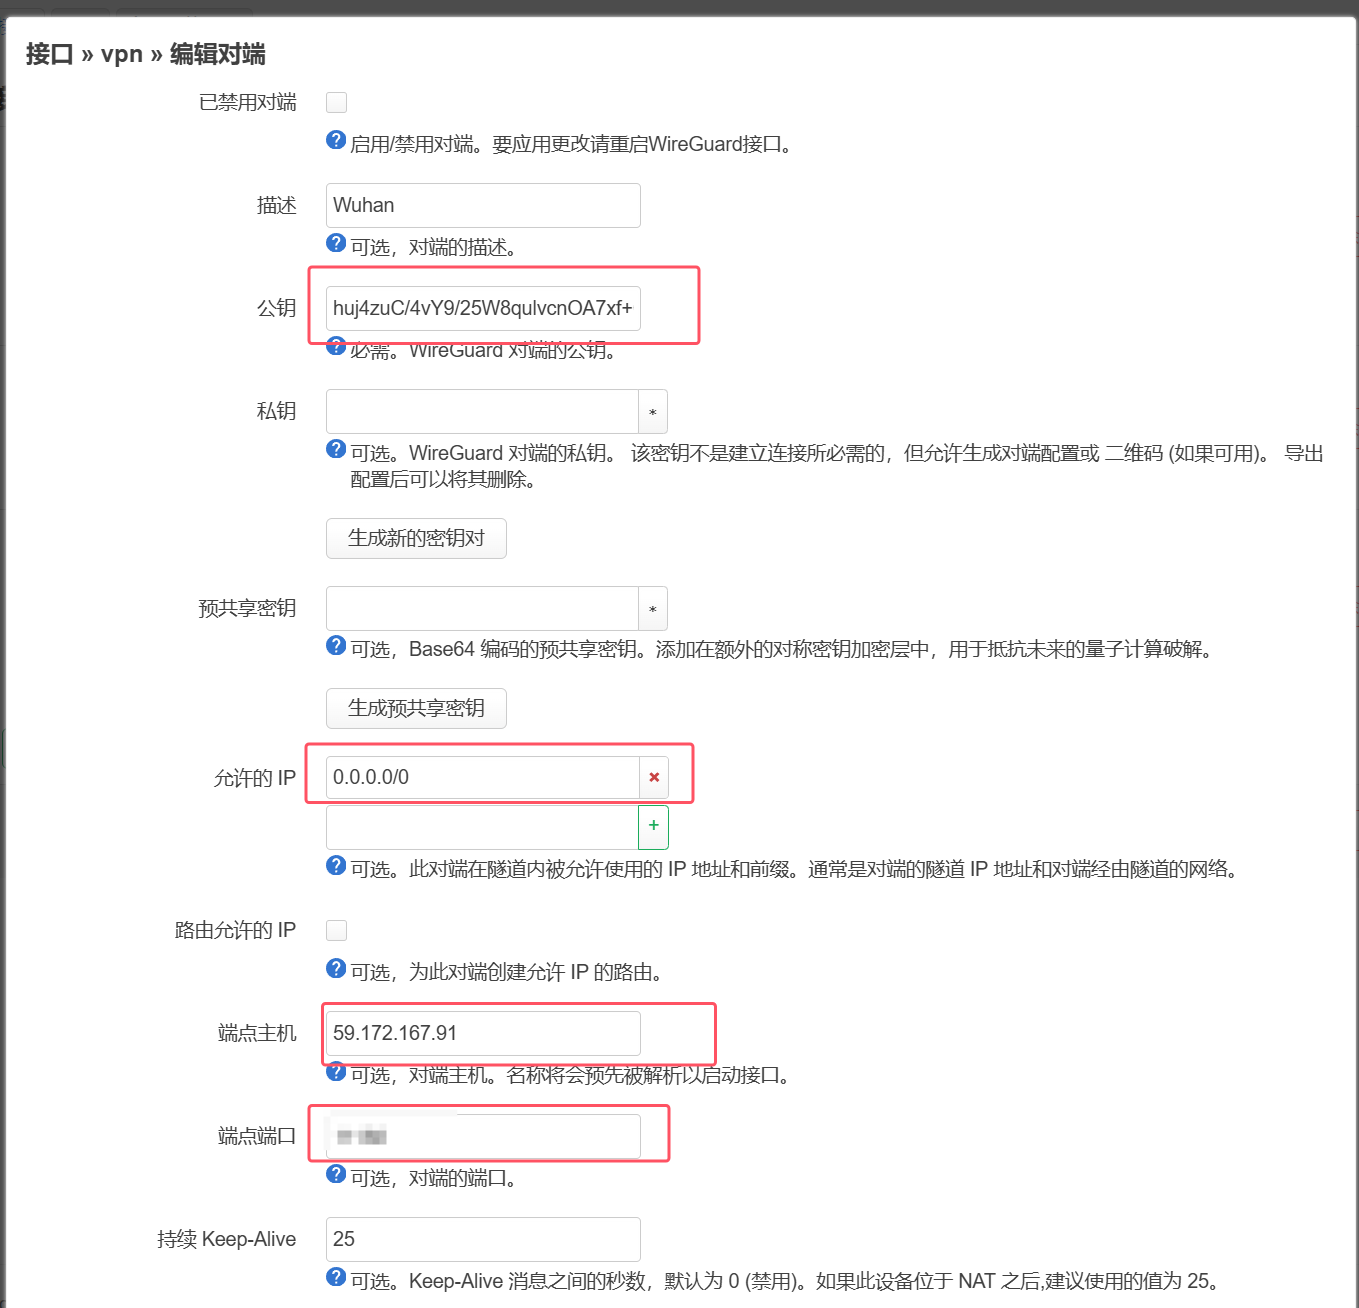 接口 » vpn » 编辑对端
已禁用对端
启用/禁用对端。要应用更改请重启WireGuard接口。
描述
Wuhan
可选，对端的描述。
公钥
huj4zuC/4vY9/25W8qulvcnOA7xf+
必需。WireGuard 对端的公钥。
私钥
*
可选。WireGuard 对端的私钥。 该密钥不是建立连接所必需的，但允许生成对端配置或 二维码 (如果可用)。 导出
配置后可以将其删除。
生成新的密钥对
预共享密钥
*
可选，Base64 编码的预共享密钥。添加在额外的对称密钥加密层中，用于抵抗未来的量子计算破解。
生成预共享密钥
允许的 IP
0.0.0.0/0
+
可选。此对端在隧道内被允许使用的 IP 地址和前缀。通常是对端的隧道 IP 地址和对端经由隧道的网络。
路由允许的 IP
可选，为此对端创建允许 IP 的路由。
端点主机
59.172.167.91
可选，对端主机。名称将会预先被解析以启动接口。
端点端口
可选，对端的端口。
持续 Keep-Alive
25
可选。Keep-Alive 消息之间的秒数，默认为 0 (禁用)。如果此设备位于 NAT 之后,建议使用的值为 25。